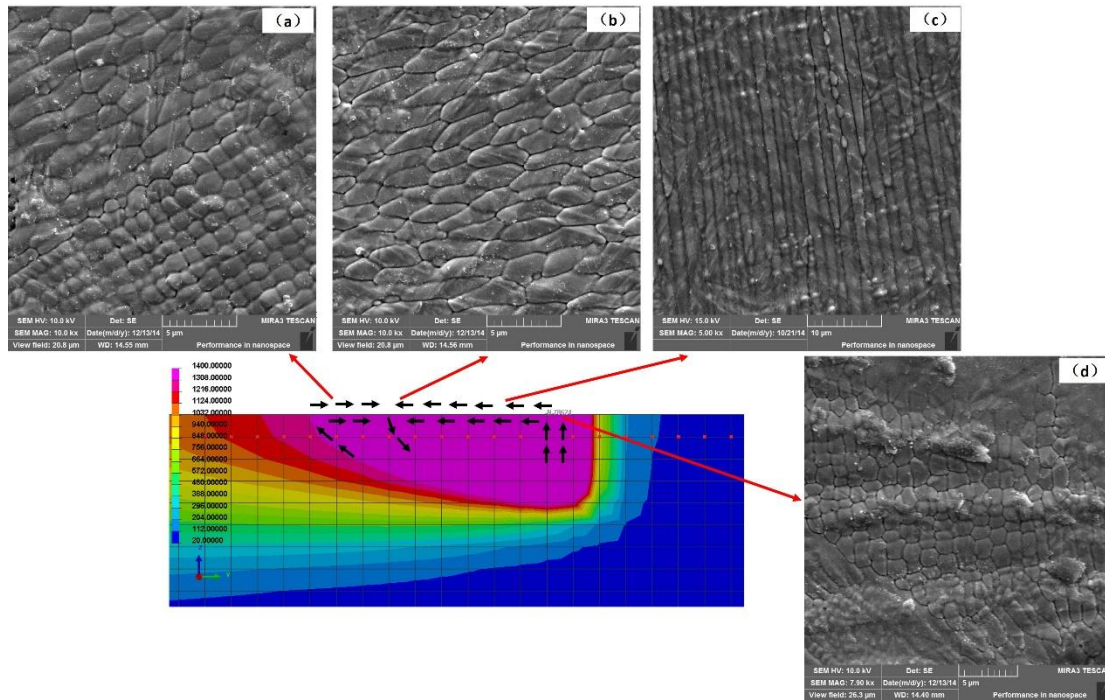 (a)
SEM HV: 10.0 kV Det: SE MIRA3 TESCAN
SEM MAG: 10.0 kx Date(m/d/y): 12/13/14 5 µm
View field: 20.8 µm WD: 14.55 mm Performance in nanospace
(b)
SEM HV: 10.0 kV Det: SE MIRA3 TESCAN
SEM MAG: 10.0 kx Date(m/d/y): 12/13/14 5 µm
View field: 20.8 µm WD: 14.56 mm Performance in nanospace
(c)
SEM HV: 15.0 kV Det: SE MIRA3 TESCAN
SEM MAG: 5.00 kx Date(m/d/y): 10/21/14 10 µm
Performance in nanospace
1400.00000
1308.00000
1216.00000
1124.00000
1032.00000
940.00000
848.00000
756.00000
664.00000
572.00000
480.00000
388.00000
296.00000
204.00000
112.00000
20.00000
Z
Y
(d)
SEM HV: 10.0 kV Det: SE MIRA3 TESCAN
SEM MAG: 7.90 kx Date(m/d/y): 12/13/14 5 µm
View field: 26.3 µm WD: 14.40 mm Performance in nanospace